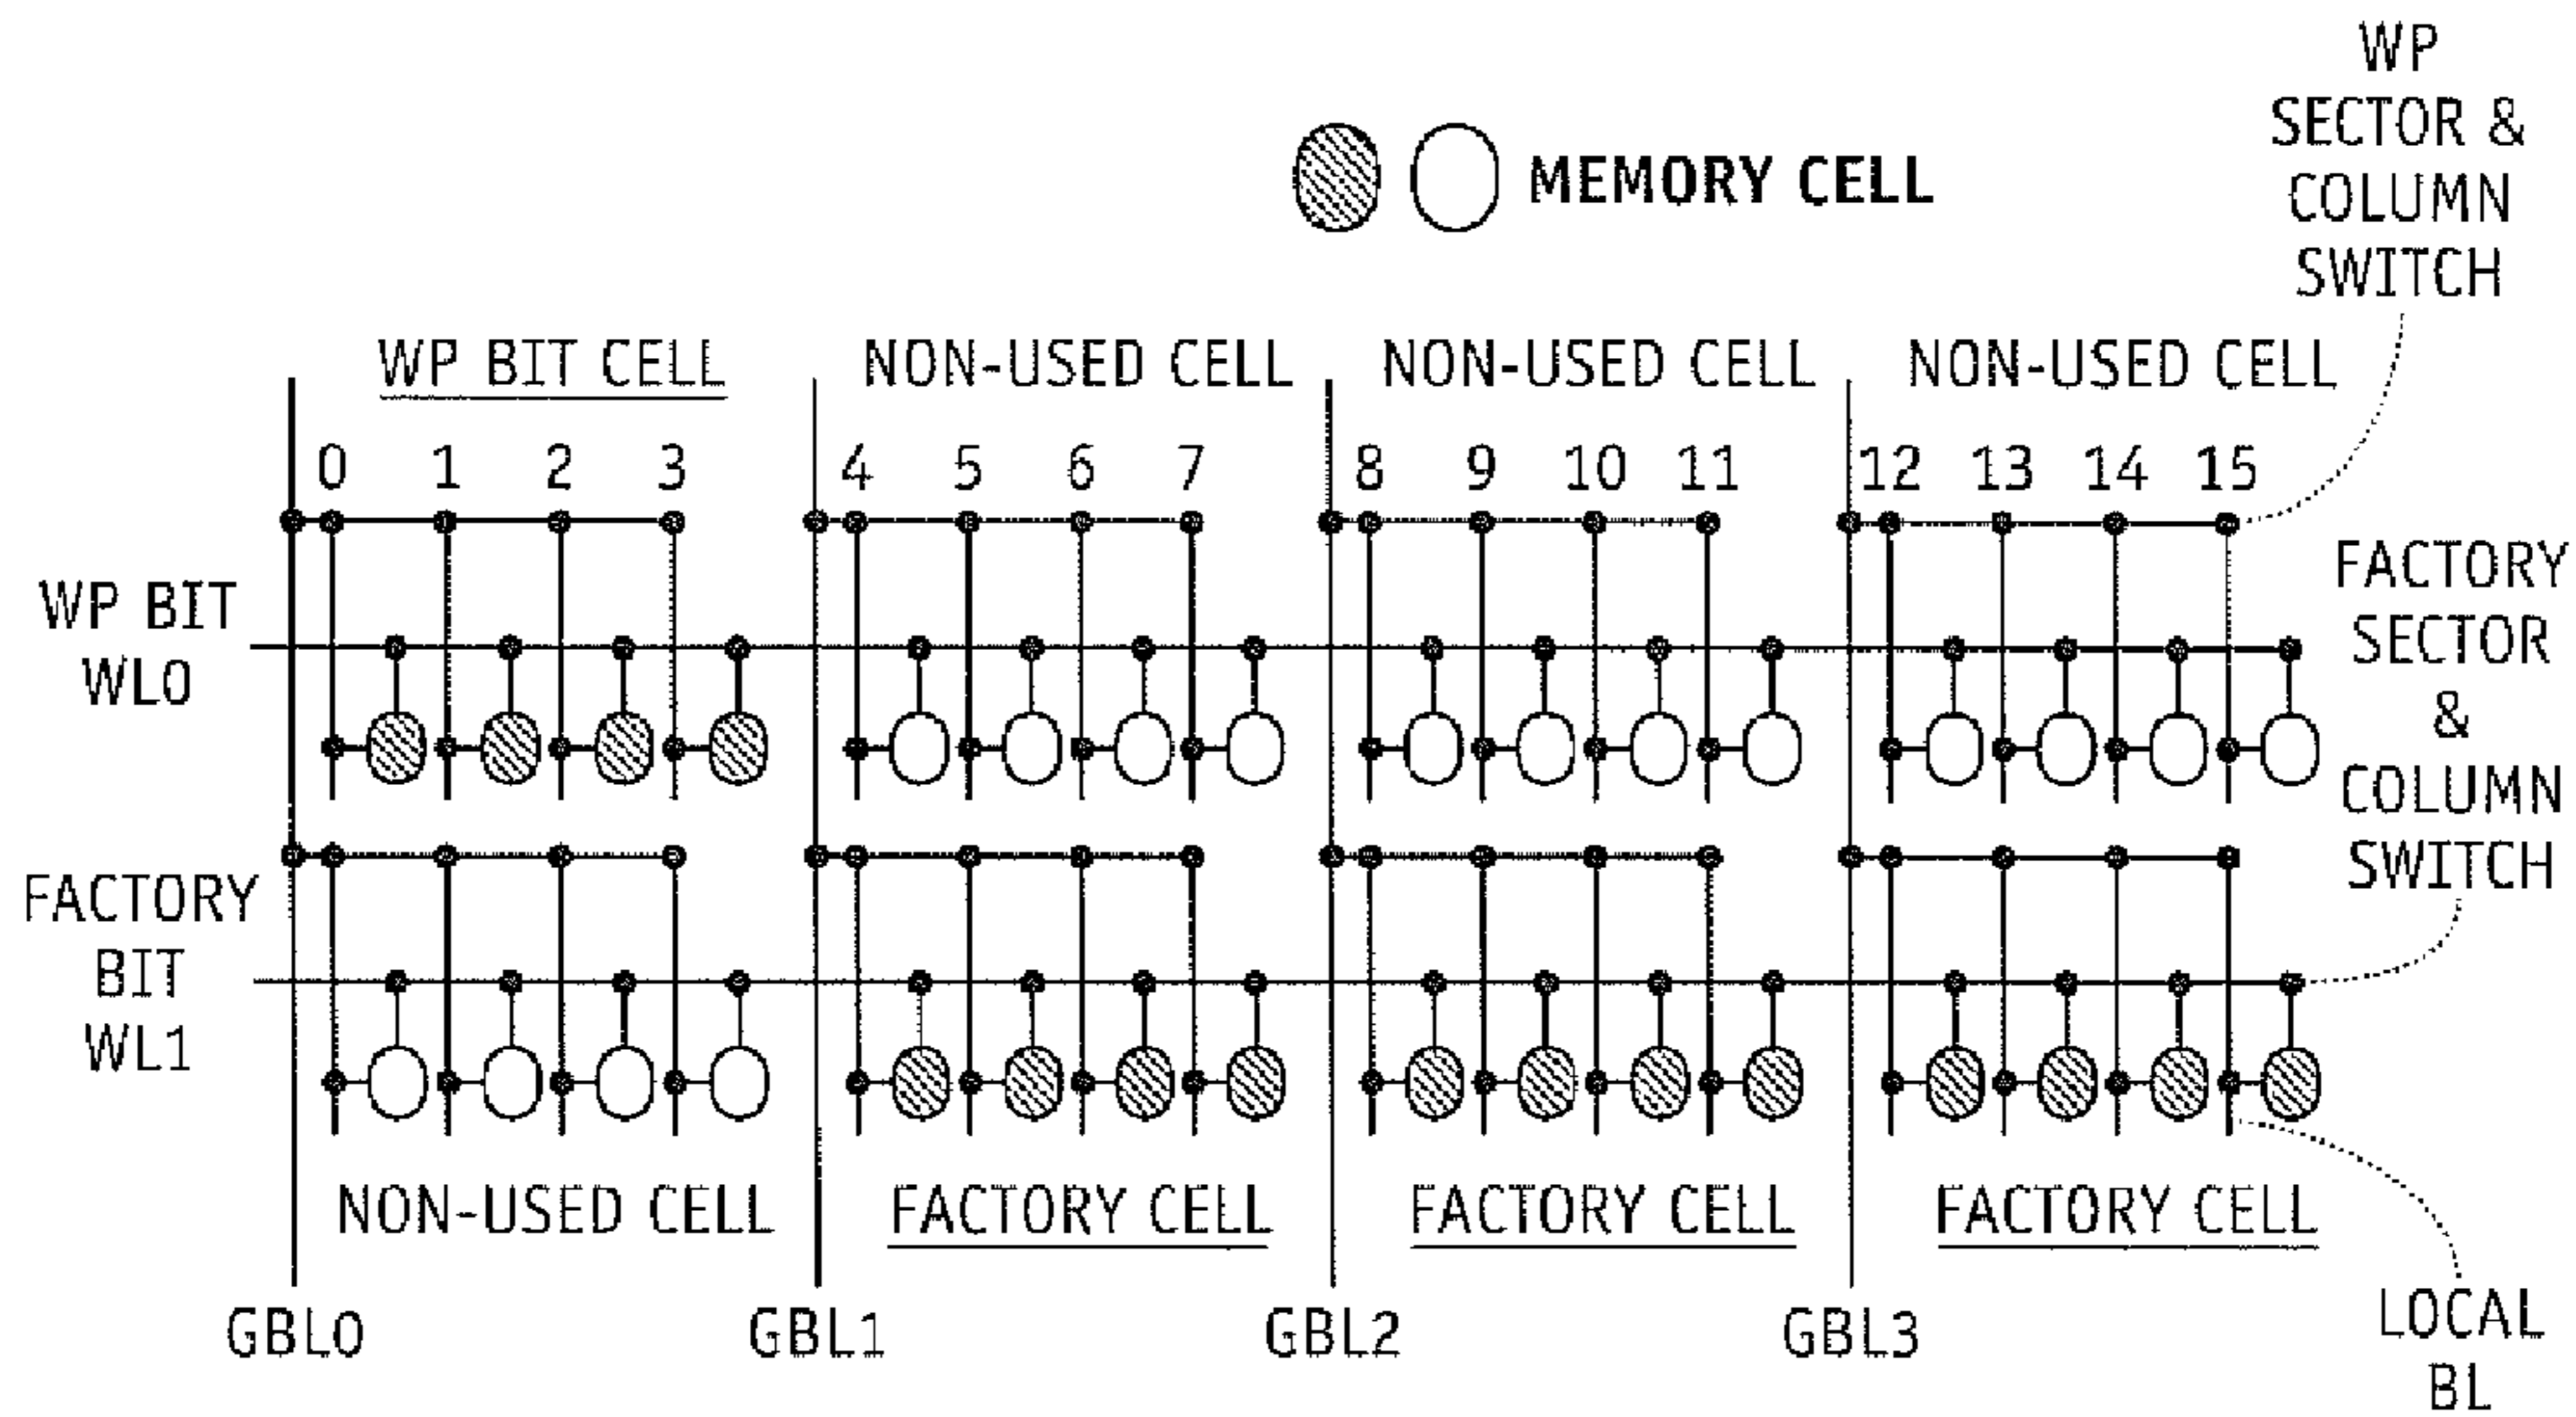 WP
SECTOR &
COLUMN
SWITCH
MEMORY CELL
WP BIT CELL NON-USED CELL NON-USED CELL NON-USED CELL
0 1 2 3 4 5 6 7 8 9 10 11 12 13 14 15
WP BIT
WL0
FACTORY
SECTOR
&
COLUMN
SWITCH
FACTORY
BIT
WL1
NON-USED CELL FACTORY CELL FACTORY CELL FACTORY CELL
GBL0 GBL1 GBL2 GBL3
LOCAL
BL